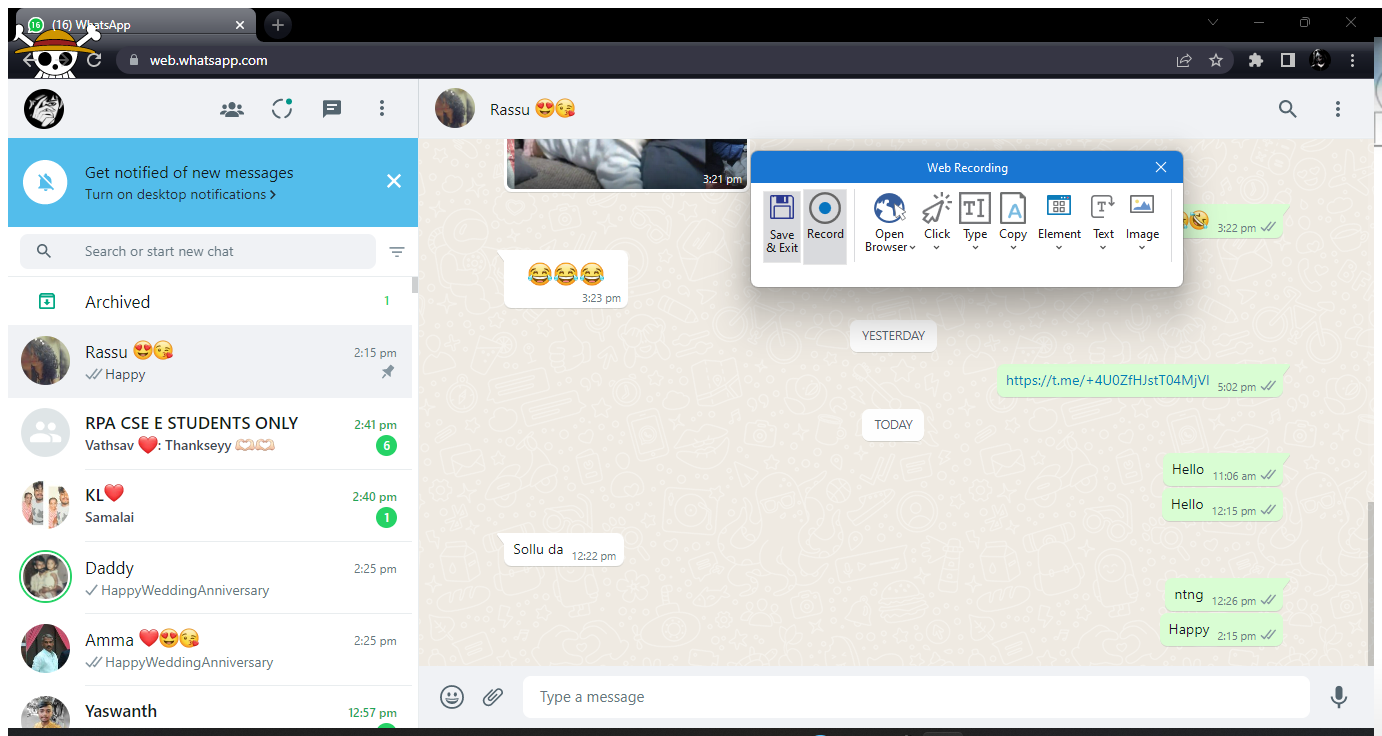 16 (16) WhatsApp
web.whatsapp.com
Get notified of new messages
Turn on desktop notifications >
Search or start new chat
Archived 1
Rassu 😍😘 2:15 pm
Happy
RPA CSE E STUDENTS ONLY 2:41 pm
Vathsav ❤️: Thankseyy 🫶🏻🫶🏻 6
KL❤️ 2:40 pm
Samalai 1
Daddy 2:25 pm
HappyWeddingAnniversary
Amma ❤️😍😘 2:25 pm
HappyWeddingAnniversary
Yaswanth 12:57 pm
Rassu 😍😘
3:21 pm
3:22 pm
😂😂😂
3:23 pm
YESTERDAY
https://t.me/+4U0ZfHJstT04MjVl 5:02 pm
TODAY
Hello 11:06 am
Hello 12:15 pm
Sollu da 12:22 pm
ntng 12:26 pm
Happy 2:15 pm
Type a message
Web Recording
Save & Exit
Record
Open Browser
Click
Type
Copy
Element
Text
Image